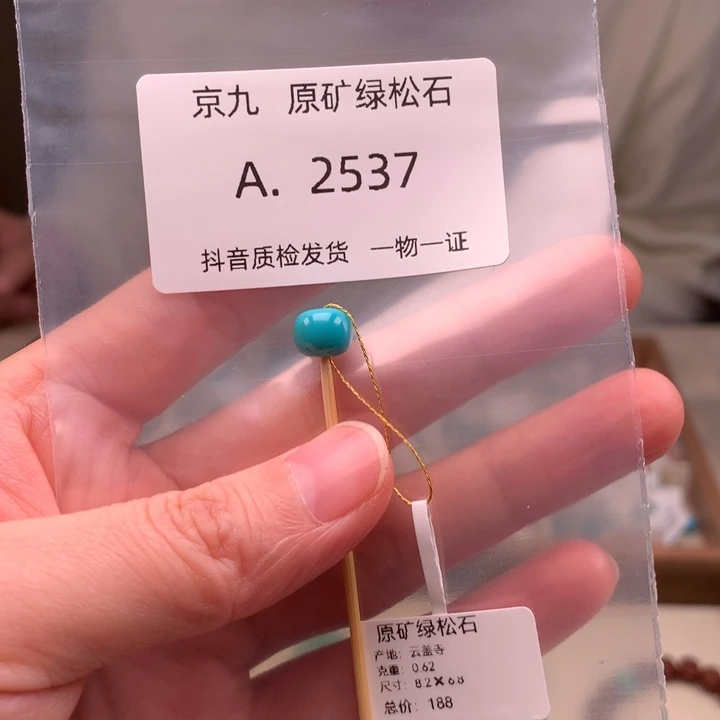 京九 原矿绿松石
A. 2537
抖音质检发货 一物一证
原矿绿松石
产地: 云盖寺
克重: 0.62
尺寸: 8.2×6.8
总价: 188